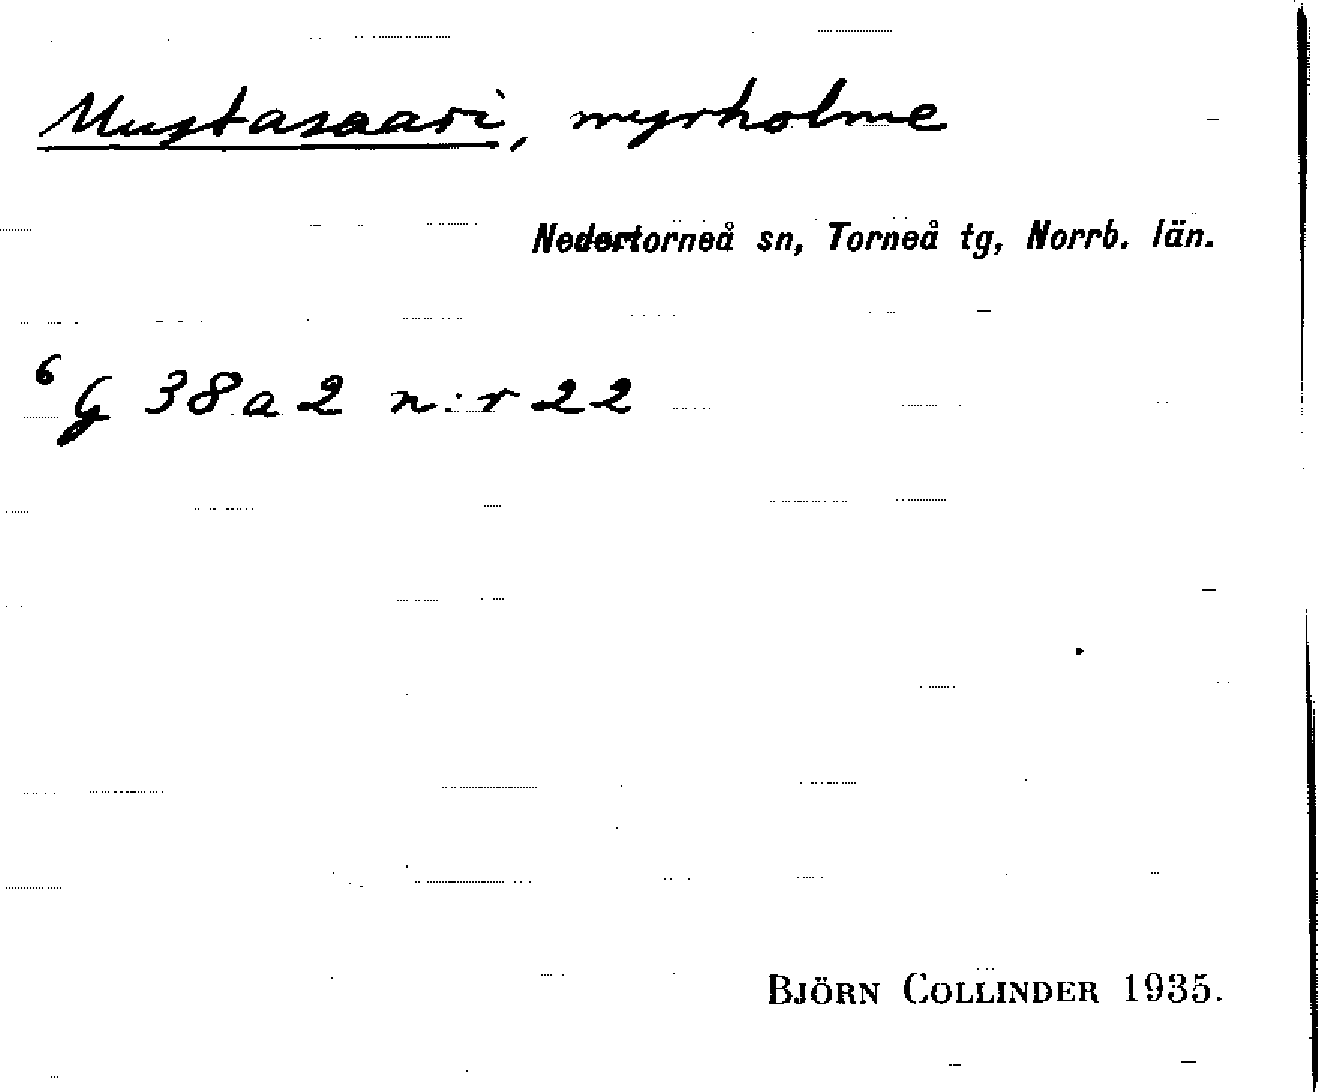 Mustasaari, myrholme
Nedertorneå sn, Torneå tg, Norrb. län.
6 G 38 a 2 n:r 22
BJÖRN COLLINDER 1935.